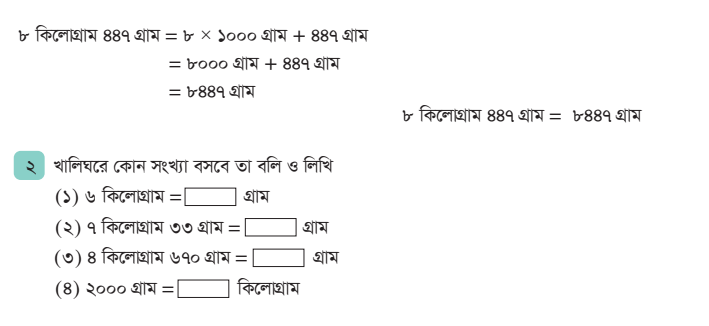 ৮ কিলোগ্রাম ৪৪৭ গ্রাম = ৮ × ১০০০ গ্রাম + ৪৪৭ গ্রাম
= ৮০০০ গ্রাম + ৪৪৭ গ্রাম
= ৮৪৪৭ গ্রাম
৮ কিলোগ্রাম ৪৪৭ গ্রাম = ৮৪৪৭ গ্রাম
২ খালিঘরে কোন সংখ্যা বসবে তা বলি ও লিখি
(১) ৬ কিলোগ্রাম = গ্রাম
(২) ৭ কিলোগ্রাম ৩৩ গ্রাম = গ্রাম
(৩) ৪ কিলোগ্রাম ৬৭০ গ্রাম = গ্রাম
(৪) ২০০০ গ্রাম = কিলোগ্রাম